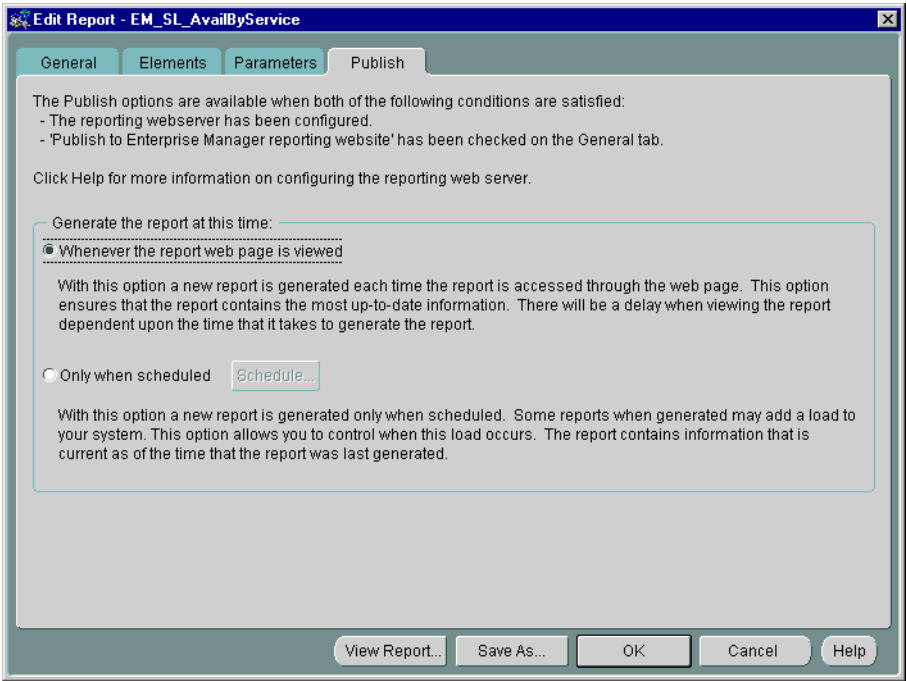 Edit Report - EM_SL_AvailByService
General Elements Parameters Publish
The Publish options are available when both of the following conditions are satisfied:
- The reporting webserver has been configured.
- 'Publish to Enterprise Manager reporting website' has been checked on the General tab.
Click Help for more information on configuring the reporting web server.
Generate the report at this time:
Whenever the report web page is viewed
With this option a new report is generated each time the report is accessed through the web page. This option
ensures that the report contains the most up-to-date information. There will be a delay when viewing the report
dependent upon the time that it takes to generate the report.
Only when scheduled Schedule...
With this option a new report is generated only when scheduled. Some reports when generated may add a load to
your system. This option allows you to control when this load occurs. The report contains information that is
current as of the time that the report was last generated.
View Report... Save As... OK Cancel Help